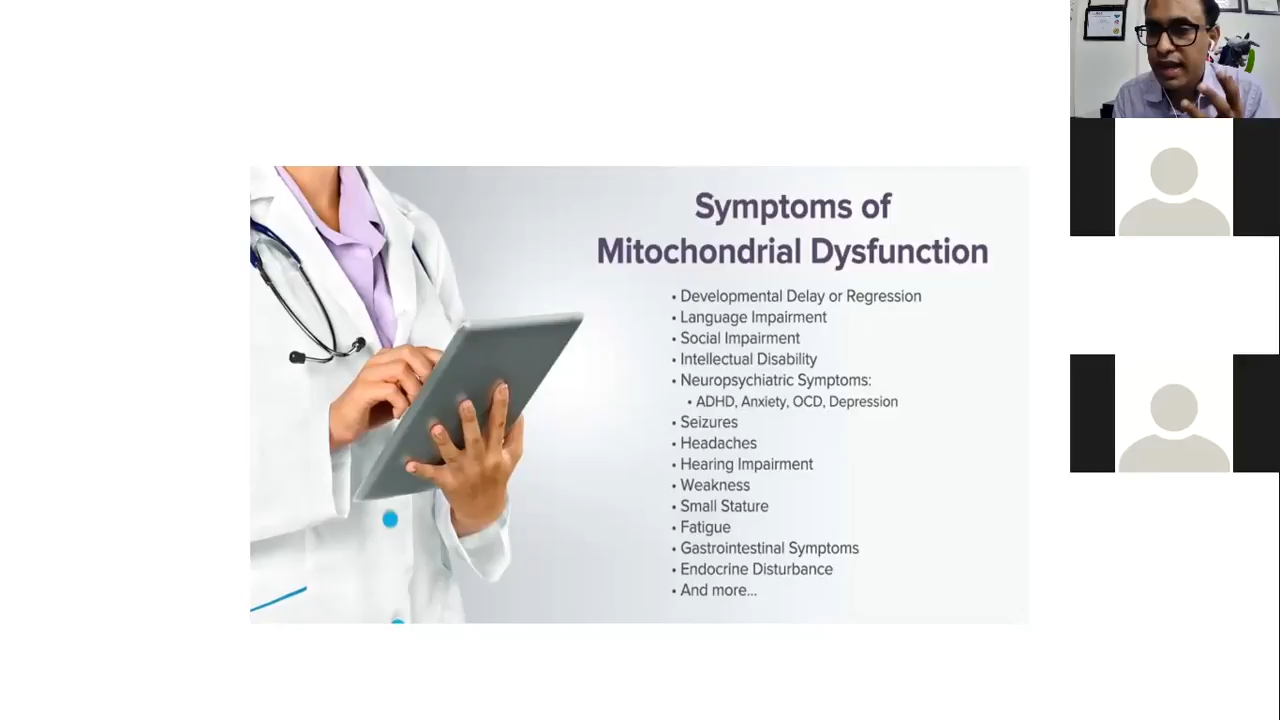 Symptoms of
Mitochondrial Dysfunction
• Developmental Delay or Regression
• Language Impairment
• Social Impairment
• Intellectual Disability
• Neuropsychiatric Symptoms:
• ADHD, Anxiety, OCD, Depression
• Seizures
• Headaches
• Hearing Impairment
• Weakness
• Small Stature
• Fatigue
• Gastrointestinal Symptoms
• Endocrine Disturbance
• And more...